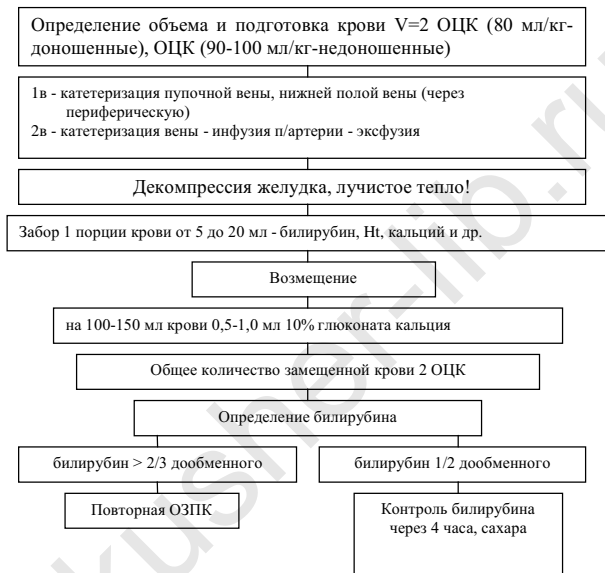 Определение объема и подготовка крови V=2 ОЦК (80 мл/кг-
доношенные), ОЦК (90-100 мл/кг-недоношенные)
1в - катетеризация пупочной вены, нижней полой вены (через
периферическую)
2в - катетеризация вены - инфузия п/артерии - эксфузия
Декомпрессия желудка, лучистое тепло!
Забор 1 порции крови от 5 до 20 мл - билирубин, Ht, кальций и др.
Возмещение
на 100-150 мл крови 0,5-1,0 мл 10% глюконата кальция
Общее количество замещенной крови 2 ОЦК
Определение билирубина
билирубин > 2/3 дообменного
билирубин 1/2 дообменного
Повторная ОЗПК
Контроль билирубина
через 4 часа, сахара
kusher-lib.ru